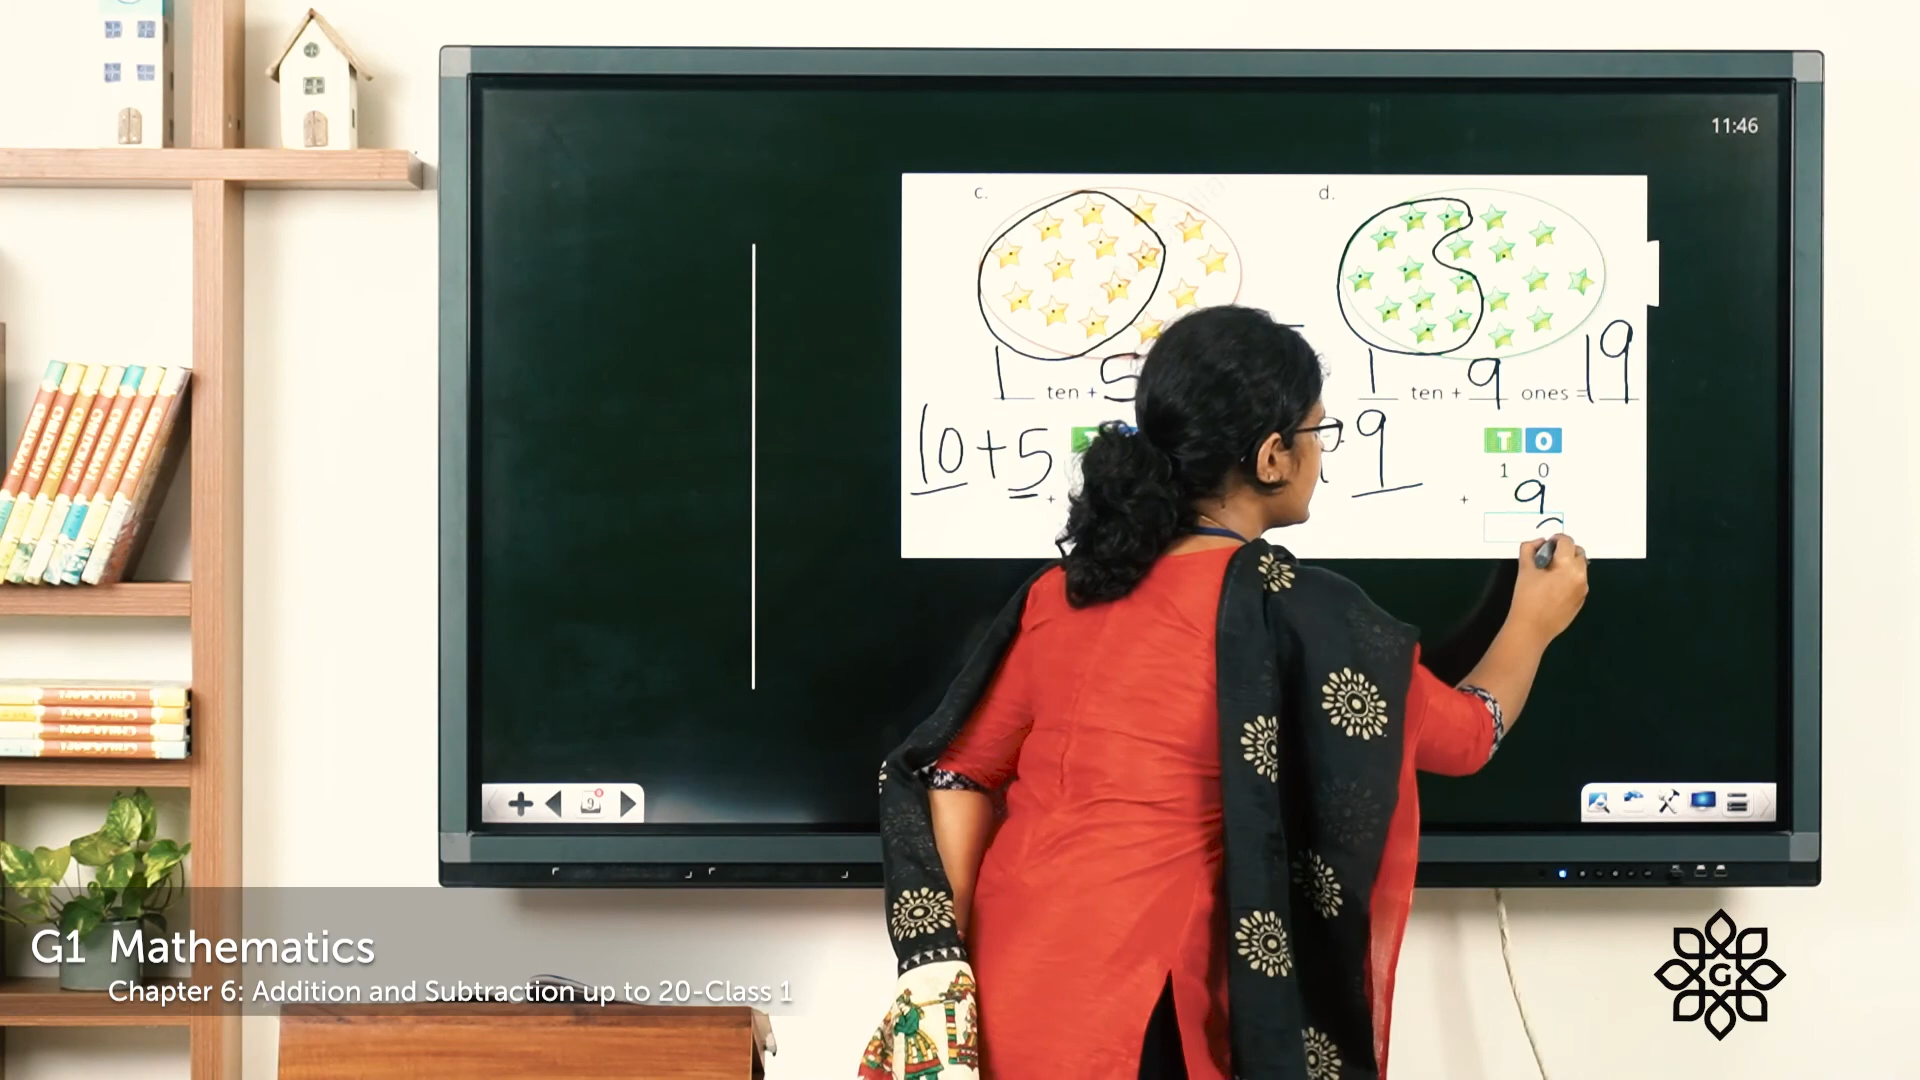 11:46
c.
d.
1 ten + 5
1 ten + 9 ones = 19
10+5
9
T O
1 0
+ 9
+
9
G1 Mathematics
Chapter 6: Addition and Subtraction up to 20-Class 1
G